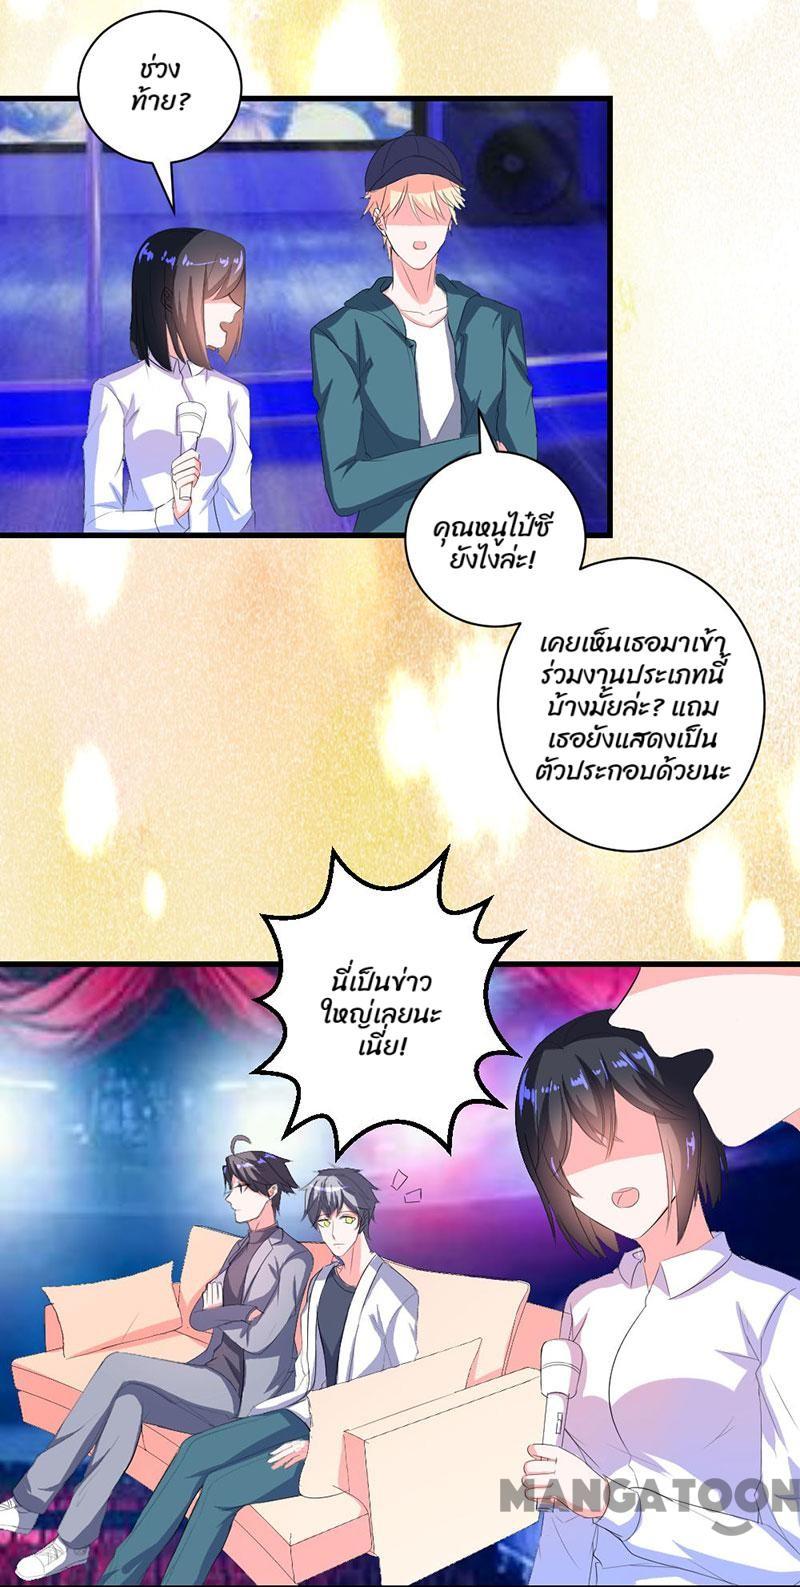 ช่วง
ท้าย?
คุณหนูไป๋ซี
ยังไงล่ะ!
เคยเห็นเธอมาเข้า
ร่วมงานประเภทนี้
บ้างมั้ยล่ะ? แถม
เธอยังแสดงเป็น
ตัวประกอบด้วยนะ
นี่เป็นข่าว
ใหญ่เลยนะ
เนี่ย!
MANGATOON